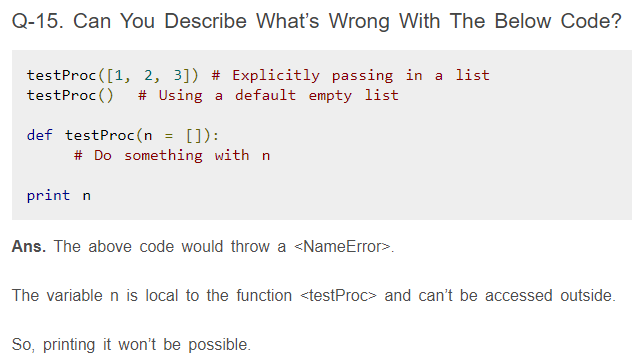 Q-15. Can You Describe What's Wrong With The Below Code?
testProc([1, 2, 3]) # Explicitly passing in a list
testProc()  # Using a default empty list
def testProc(n = []):
     # Do something with n
print n
Ans. The above code would throw a <NameError>.
The variable n is local to the function <testProc> and can't be accessed outside.
So, printing it won't be possible.